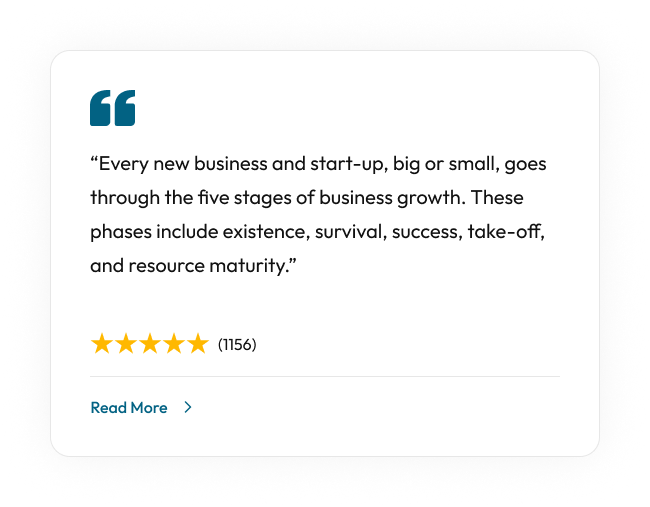 “Every new business and start-up, big or small, goes
through the five stages of business growth. These
phases include existence, survival, success, take-off,
and resource maturity.”
(1156)
Read More